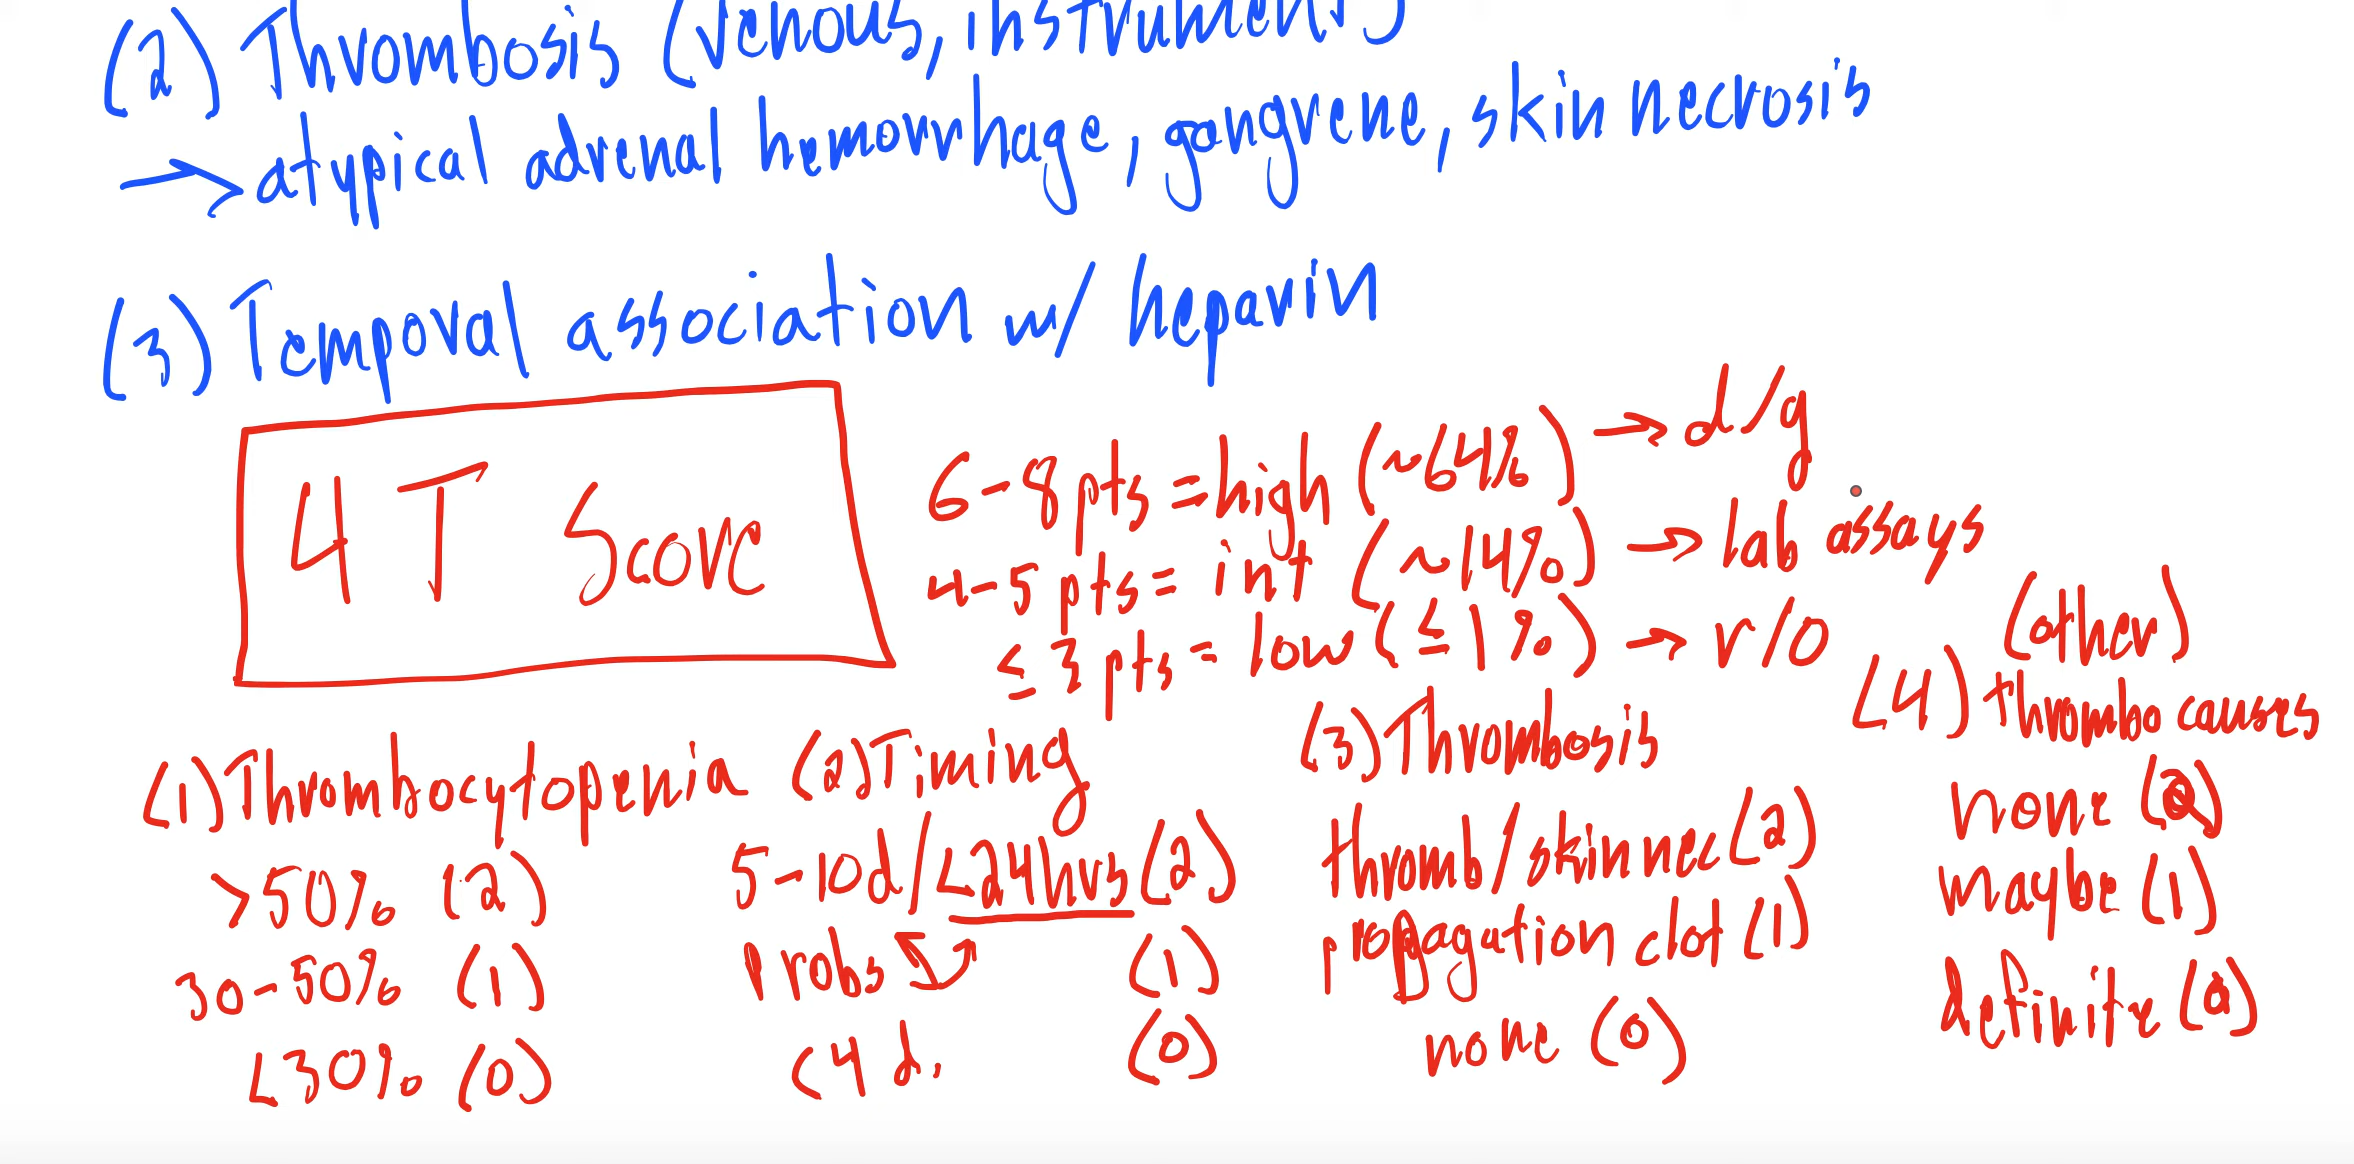 (2) Thrombosis (venous, instrument)
→ atypical adrenal hemorrhage, gangrene, skin necrosis
(3) Temporal association w/ heparin
4 T Score
6-8 pts = high (~64%) → d/g
4-5 pts = int (~14%) → lab assays
≤ 3 pts = low (≤1%) → r/o
(1) Thrombocytopenia
>50% (2)
30-50% (1)
<30% (0)
(2) Timing
5-10d/<24hrs (2)
probs (1)
<4 d. (0)
(3) Thrombosis
thromb/skin nec (2)
propagation clot (1)
none (0)
(other)
(4) thrombo causes
none (2)
maybe (1)
definite (0)